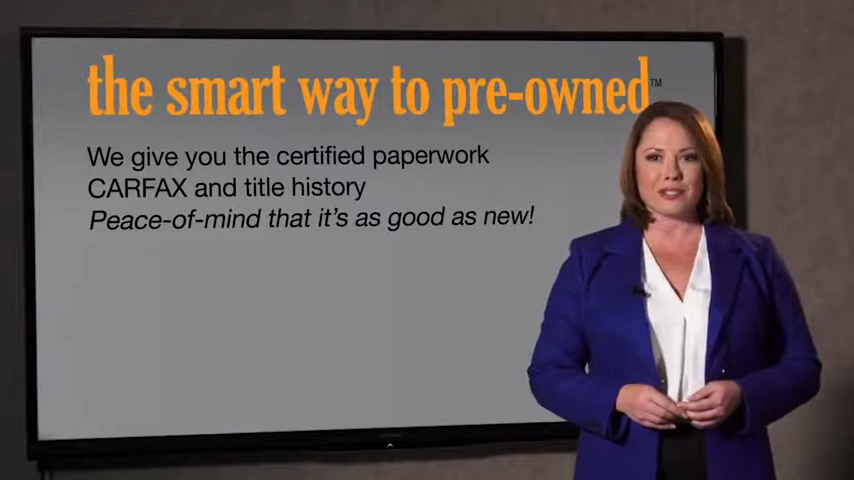 the smart way to pre-owned™
We give you the certified paperwork
CARFAX and title history
Peace-of-mind that it's as good as new!